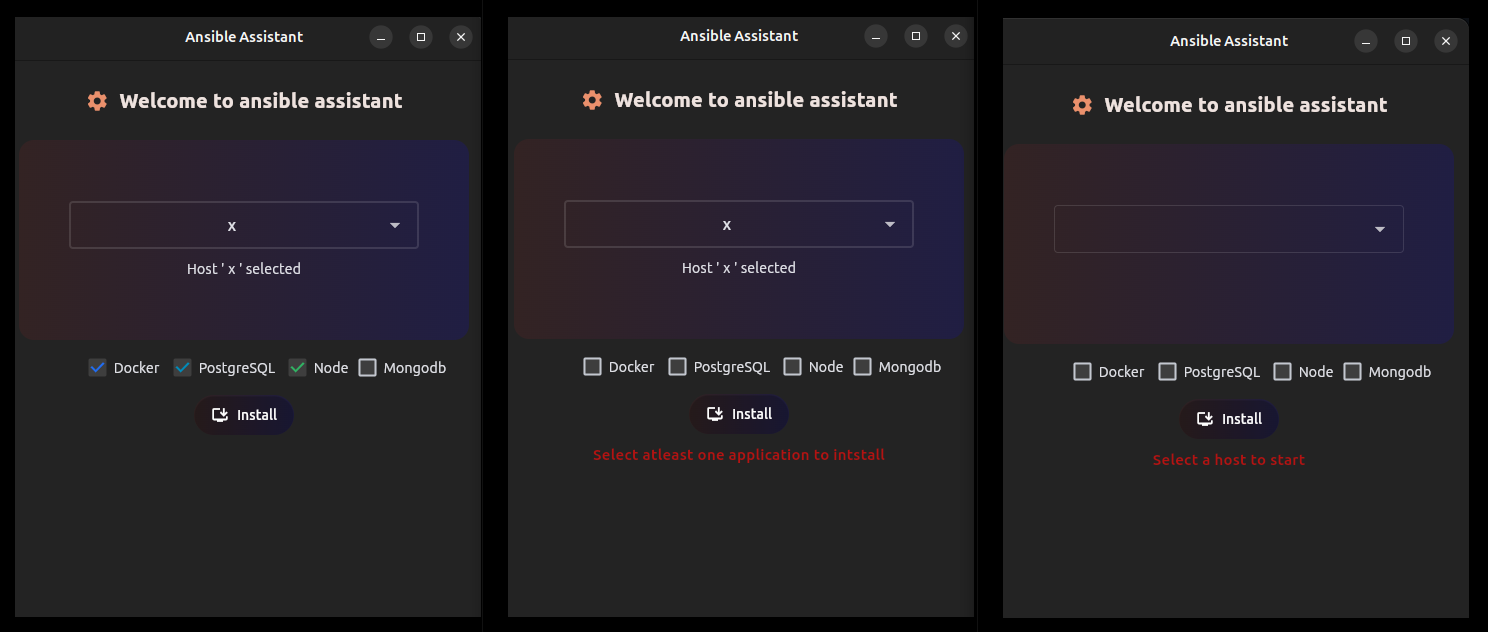 Ansible Assistant
Welcome to ansible assistant
x
Host ' x ' selected
Docker PostgreSQL Node Mongodb
Install
Ansible Assistant
Welcome to ansible assistant
x
Host ' x ' selected
Docker PostgreSQL Node Mongodb
Install
Select atleast one application to intstall
Ansible Assistant
Welcome to ansible assistant
Docker PostgreSQL Node Mongodb
Install
Select a host to start